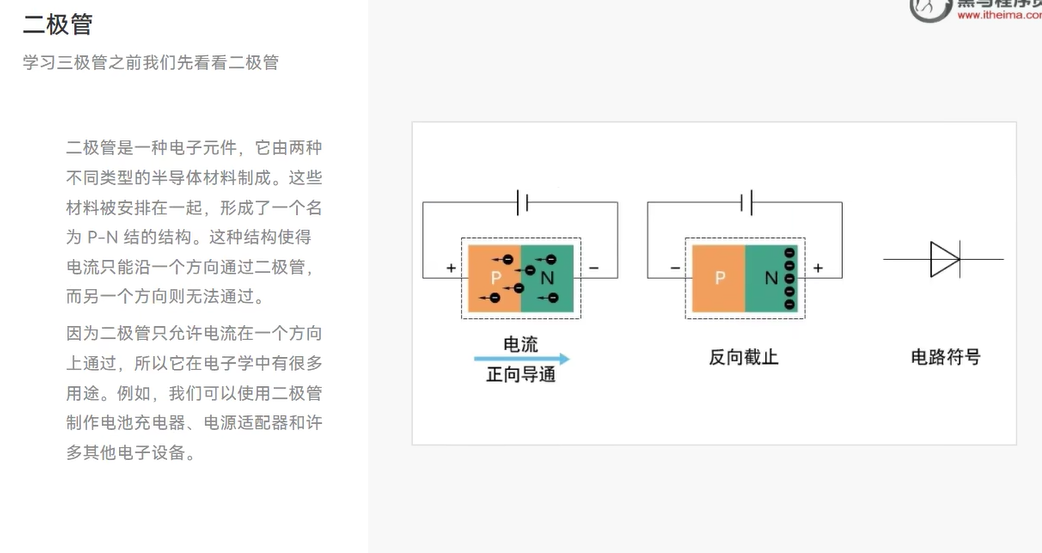 二极管
学习三极管之前我们先看看二极管
www.itheima.com
二极管是一种电子元件，它由两种
不同类型的半导体材料制成。这些
材料被安排在一起，形成了一个名
为 P-N 结的结构。这种结构使得
电流只能沿一个方向通过二极管，
而另一个方向则无法通过。
因为二极管只允许电流在一个方向
上通过，所以它在电子学中有很多
用途。例如，我们可以使用二极管
制作电池充电器、电源适配器和许
多其他电子设备。
+ P N −
电流
正向导通
− P N +
反向截止
电路符号